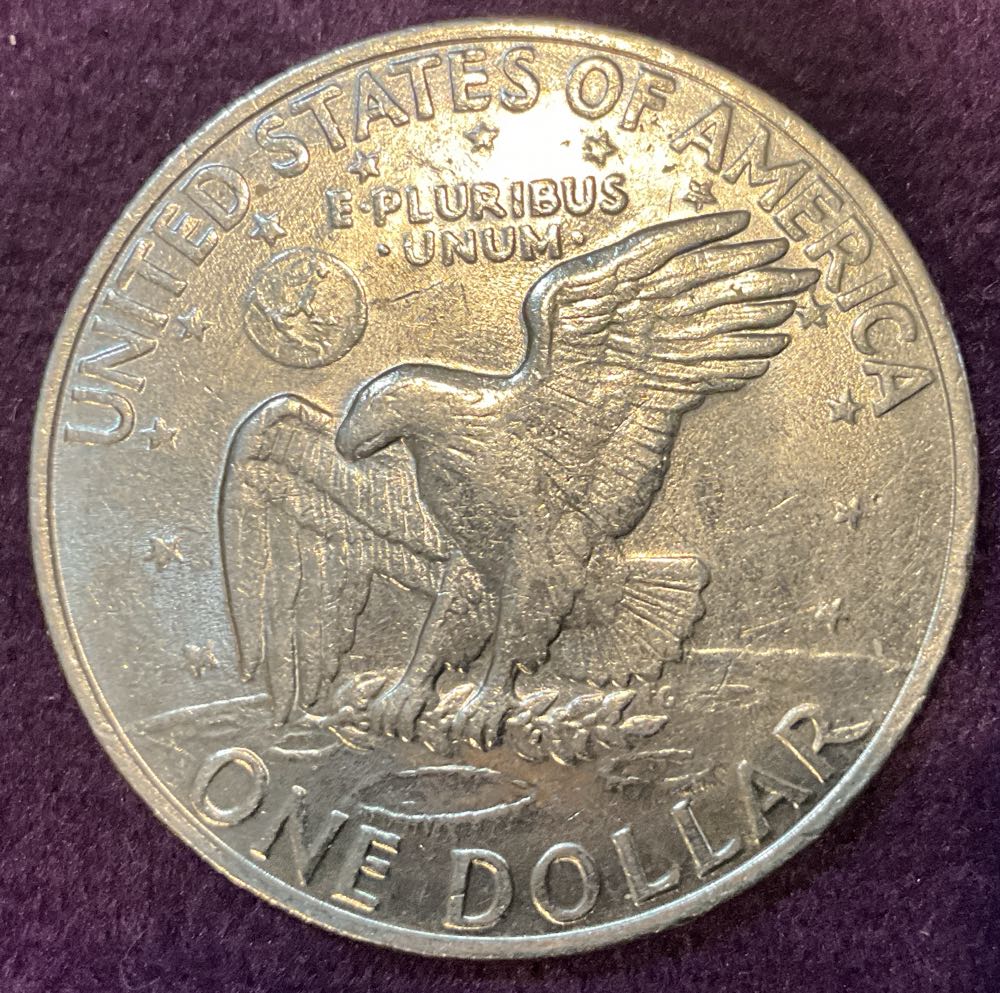 UNITED STATES OF AMERICA
E·PLURIBUS
·UNUM·
ONE DOLLAR